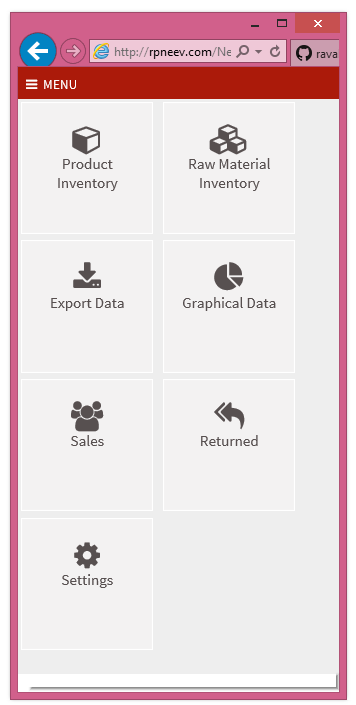 http://rpneev.com/Ne
rava
MENU
Product
Inventory
Raw Material
Inventory
Export Data
Graphical Data
Sales
Returned
Settings